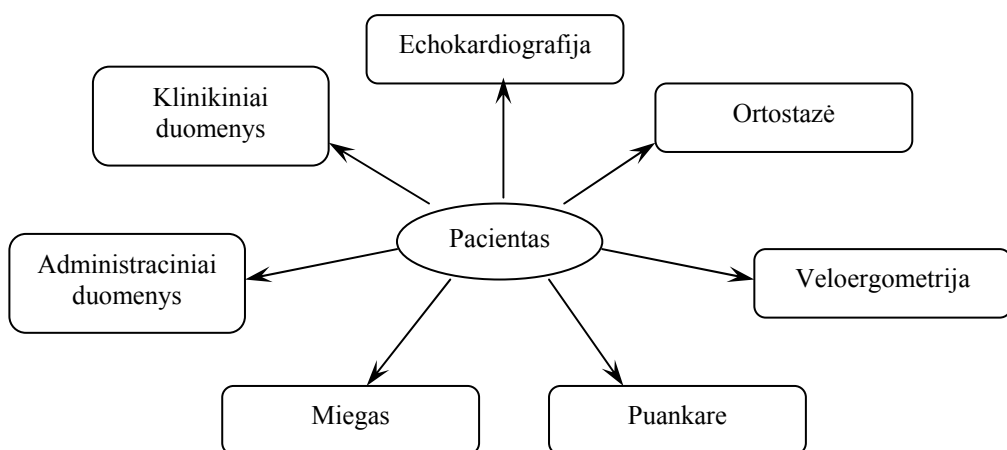 Echokardiografija
Klinikiniai
duomenys
Ortostazė
Pacientas
Administraciniai
duomenys
Veloergometrija
Miegas
Puankare